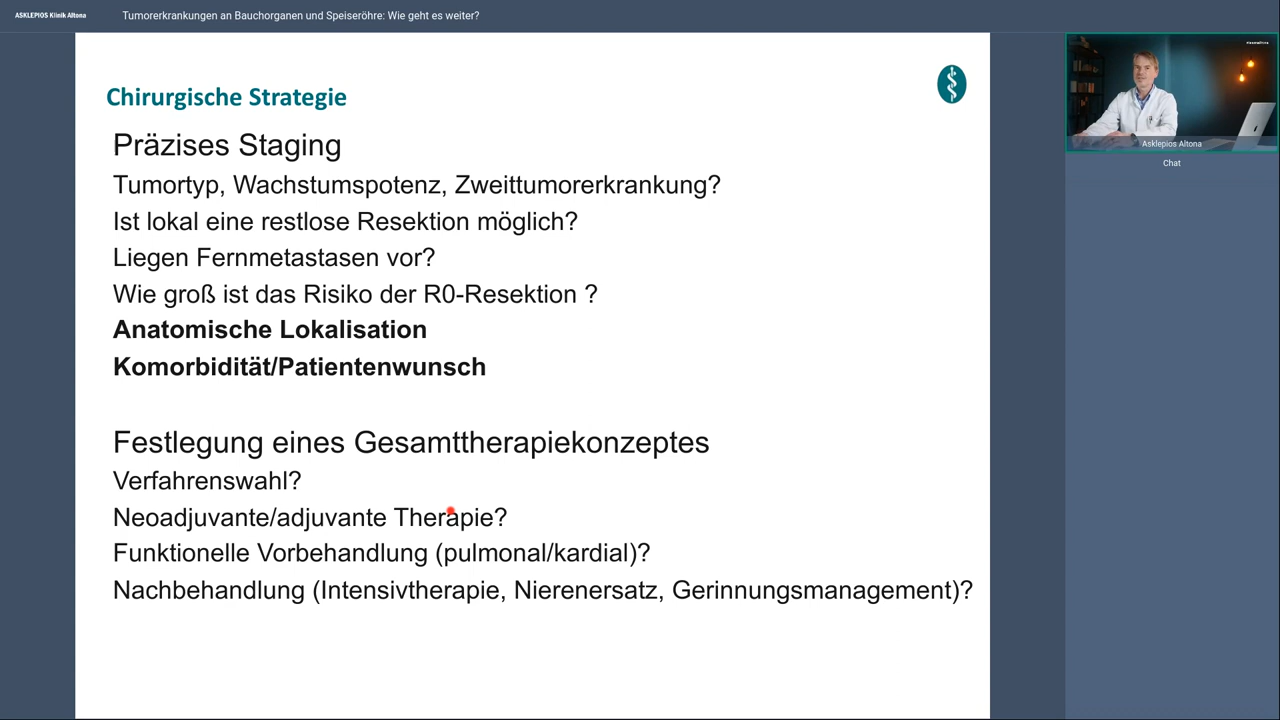 ASKLEPIOS Klinik Altona
Tumorerkrankungen an Bauchorganen und Speiseröhre: Wie geht es weiter?
Chirurgische Strategie
Präzises Staging
Tumortyp, Wachstumspotenz, Zweittumorerkrankung?
Ist lokal eine restlose Resektion möglich?
Liegen Fernmetastasen vor?
Wie groß ist das Risiko der R0-Resektion ?
Anatomische Lokalisation
Komorbidität/Patientenwunsch
Festlegung eines Gesamttherapiekonzeptes
Verfahrenswahl?
Neoadjuvante/adjuvante Therapie?
Funktionelle Vorbehandlung (pulmonal/kardial)?
Nachbehandlung (Intensivtherapie, Nierenersatz, Gerinnungsmanagement)?
Asklepios Altona
Chat